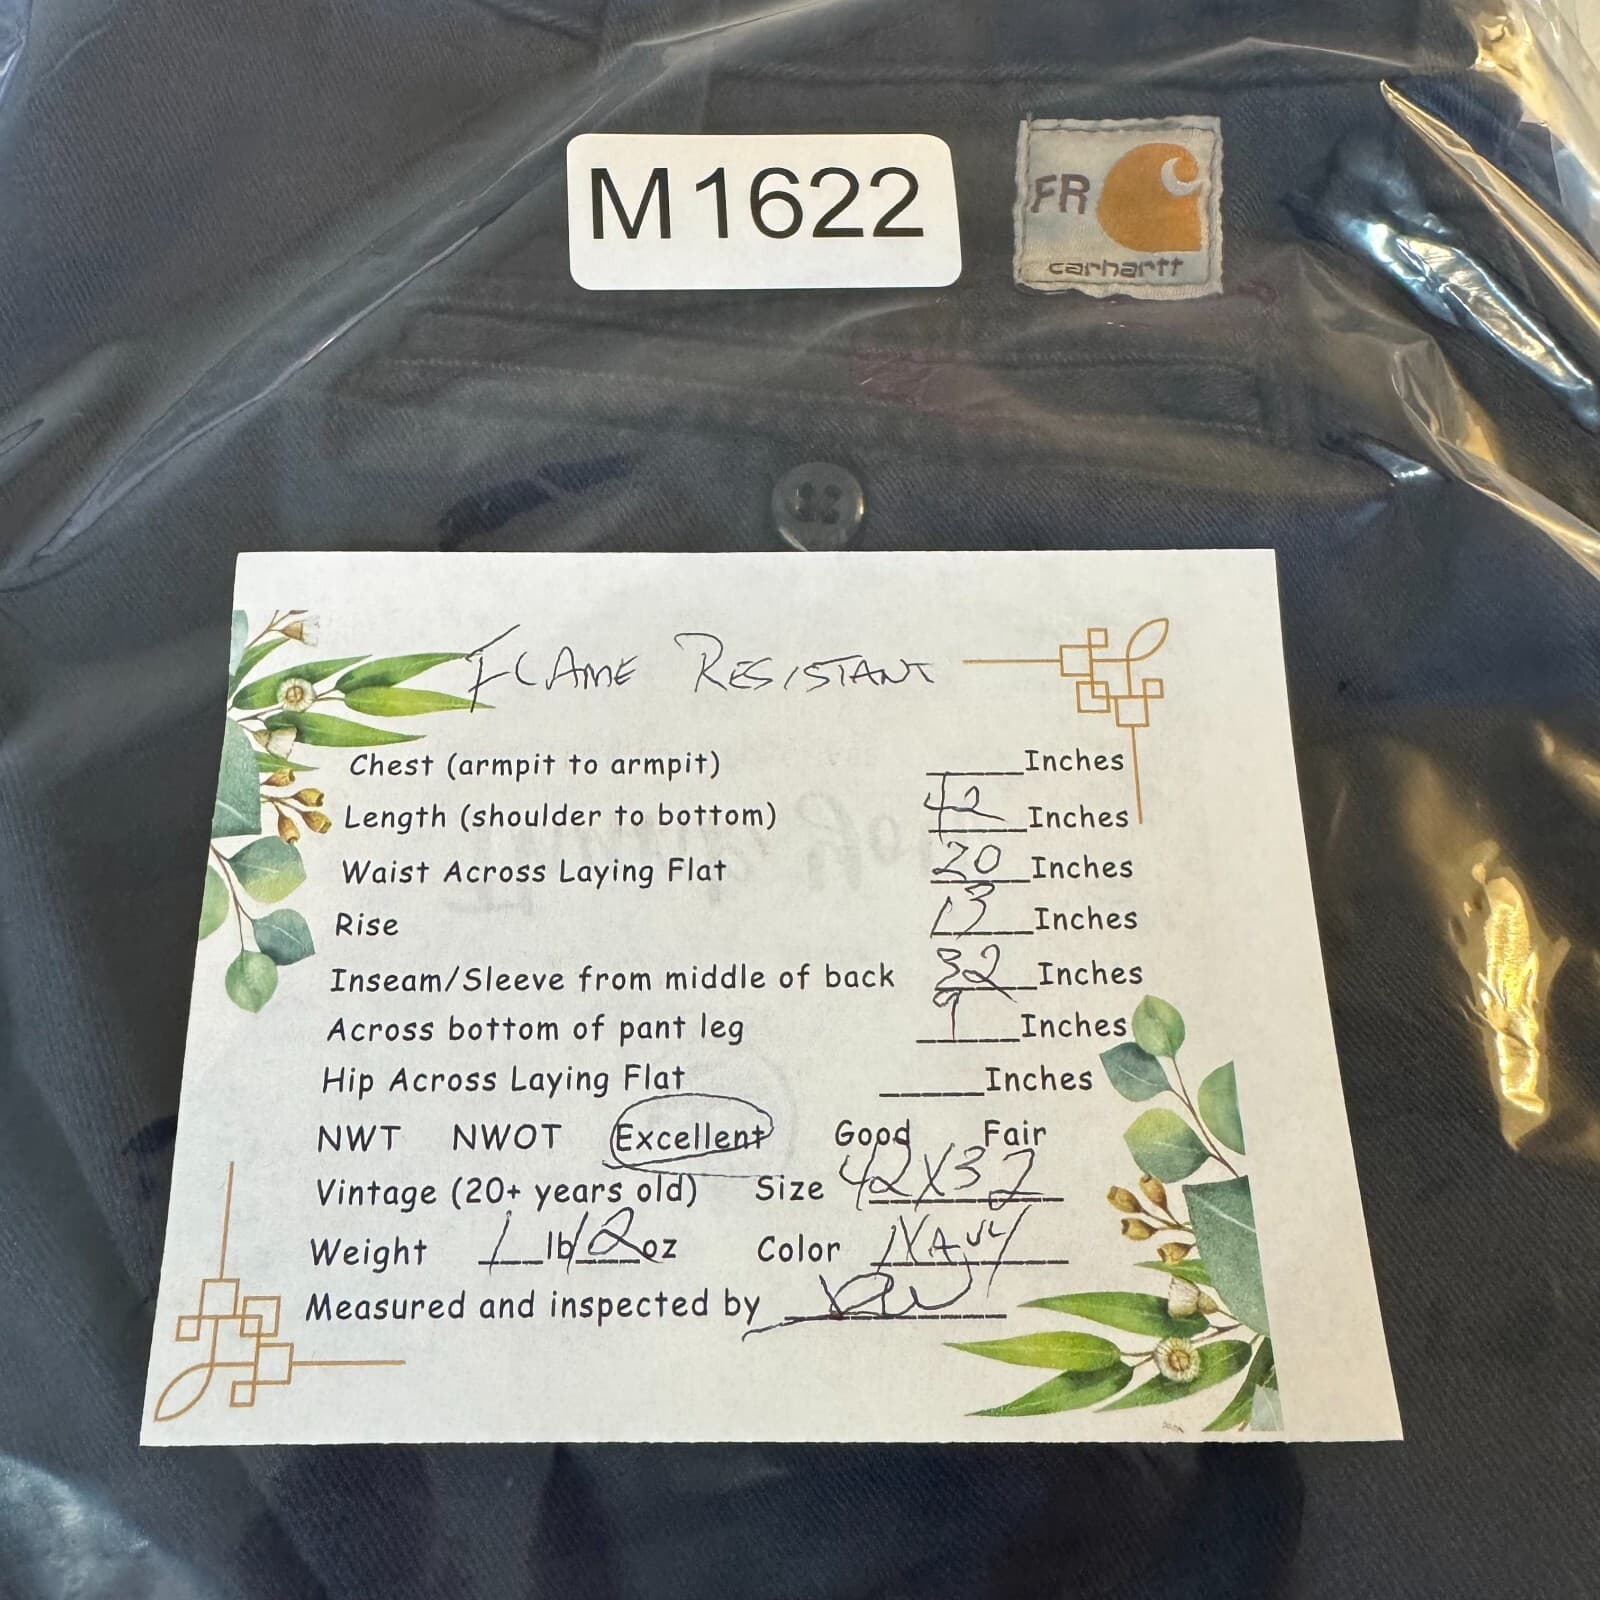 M1622
FR
carhartt
FLAME RESISTANT
Chest (armpit to armpit) ____Inches
Length (shoulder to bottom) 42 Inches
Waist Across Laying Flat 20 Inches
Rise 13 Inches
Inseam/Sleeve from middle of back 32 Inches
Across bottom of pant leg 9 Inches
Hip Across Laying Flat ____Inches
NWT NWOT Excellent Good Fair
Vintage (20+ years old) Size 42X32
Weight 1 lb 12 oz Color NAVY
Measured and inspected by